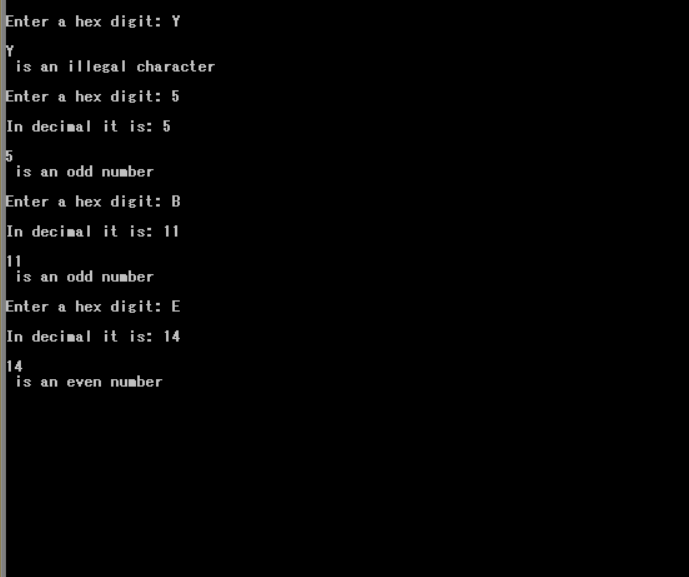 Enter a hex digit: Y
Y
is an illegal character
Enter a hex digit: 5
In decimal it is: 5
5
is an odd number
Enter a hex digit: B
In decimal it is: 11
11
is an odd number
Enter a hex digit: E
In decimal it is: 14
14
is an even number